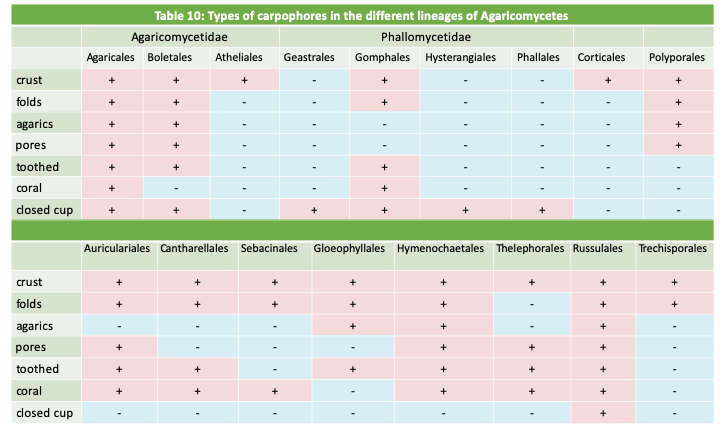 Table 10: Types of carpophores in the different lineages of Agaricomycetes
Agaricomycetidae Phallomycetidae
Agaricales Boletales Atheliales Geastrales Gomphales Hysterangiales Phallales Corticales Polyporales
crust + + + - + - - + +
folds + + - - + - - - +
agarics + + - - - - - - +
pores + + - - - - - - +
toothed + + - - + - - - -
coral + - - - + - - - -
closed cup + + - + + + + - -
Auriculariales Cantharellales Sebacinales Gloeophyllales Hymenochaetales Thelephorales Russulales Trechisporales
crust + + + + + + + +
folds + + + + + - + +
agarics - - - + + - + -
pores + - - - + + + -
toothed + + - + + + + -
coral + + + - + + + -
closed cup - - - - - - + -